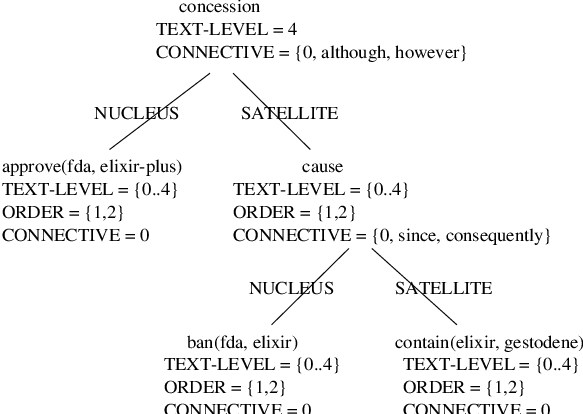 concession
TEXT-LEVEL = 4
CONNECTIVE = {0, although, however}
NUCLEUS SATELLITE
approve(fda, elixir-plus) cause
TEXT-LEVEL = {0..4} TEXT-LEVEL = {0..4}
ORDER = {1,2} ORDER = {1,2}
CONNECTIVE = 0 CONNECTIVE = {0, since, consequently}
NUCLEUS SATELLITE
ban(fda, elixir) contain(elixir, gestodene)
TEXT-LEVEL = {0..4} TEXT-LEVEL = {0..4}
ORDER = {1,2} ORDER = {1,2}
CONNECTIVE = 0 CONNECTIVE = 0